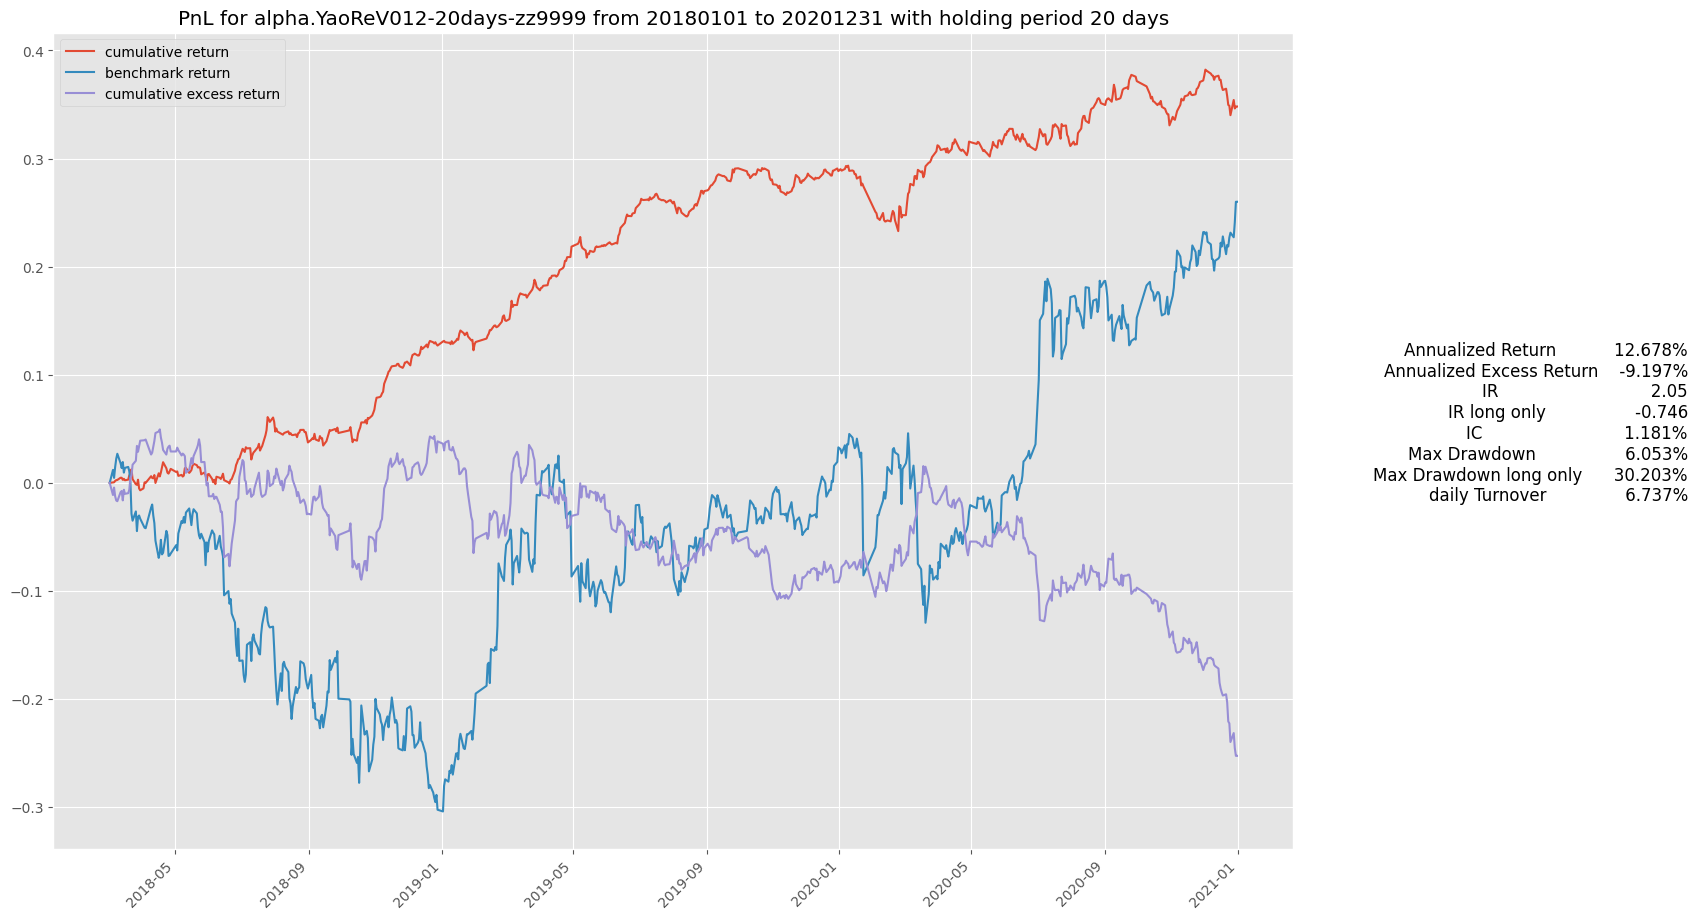 PnL for alpha.YaoReV012-20days-zz9999 from 20180101 to 20201231 with holding period 20 days
cumulative return
benchmark return
cumulative excess return
0.4
0.3
0.2
0.1
0.0
−0.1
−0.2
−0.3
2018-05
2018-09
2019-01
2019-05
2019-09
2020-01
2020-05
2020-09
2021-01
Annualized Return 12.678%
Annualized Excess Return -9.197%
IR 2.05
IR long only -0.746
IC 1.181%
Max Drawdown 6.053%
Max Drawdown long only 30.203%
daily Turnover 6.737%